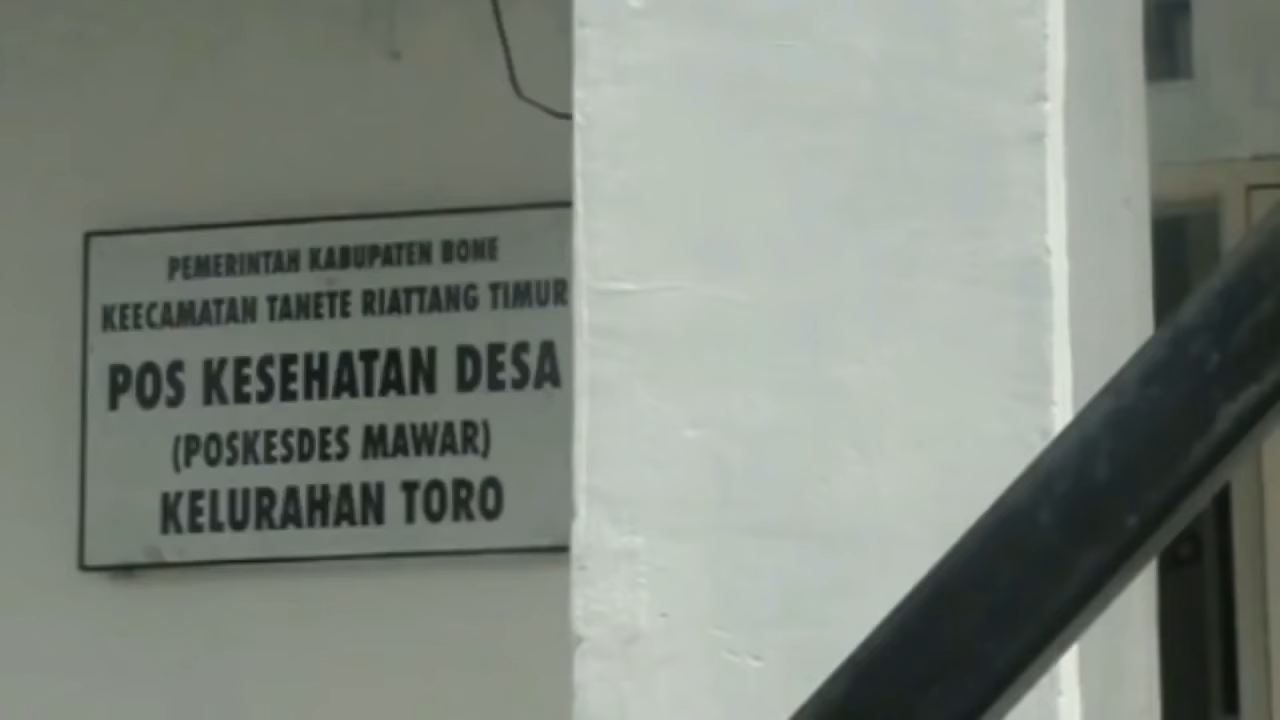 PEMERINTAH KABUPATEN BONE
KEECAMATAN TANETE RIATTANG TIMUR
POS KESEHATAN DESA
(POSKESDES MAWAR)
KELURAHAN TORO